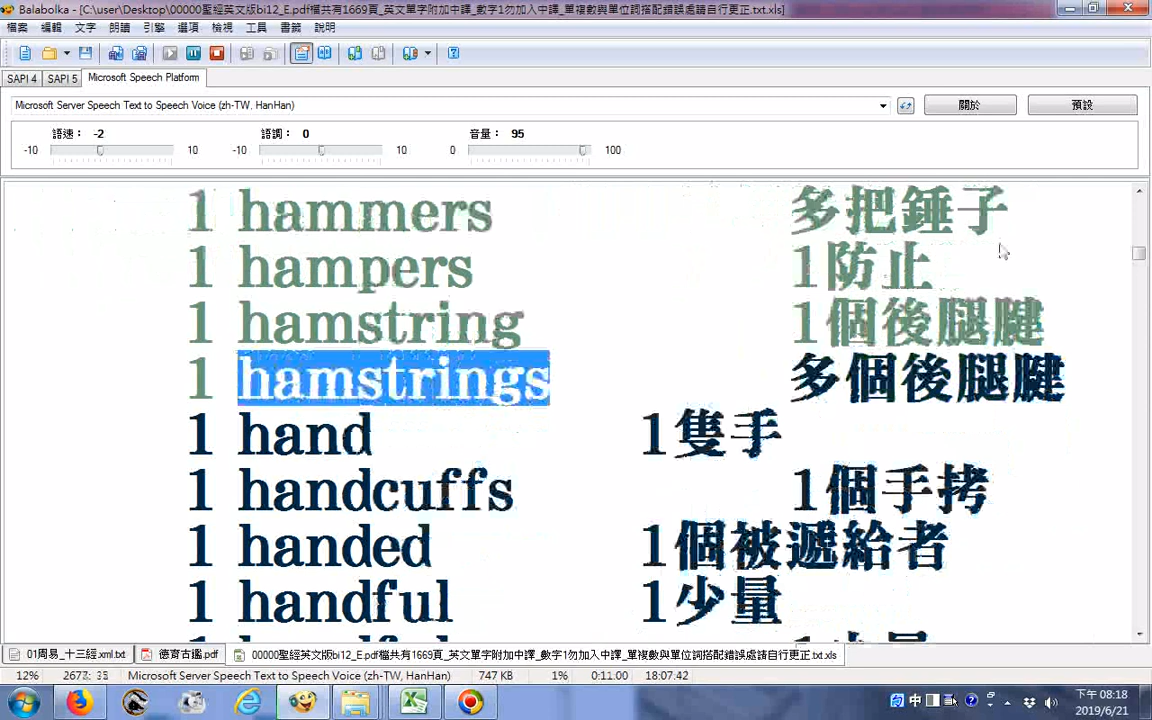 Balabolka - [C:\user\Desktop\00000聖經英文版bi12_E.pdf檔共有1669頁_英文單字附加中譯_數字1勿加入中譯_單複數與單位詞搭配錯誤處請自行更正.txt.xls]
檔案 編輯 文字 朗讀 引擎 選項 檢視 工具 書籤 說明
SAPI 4 SAPI 5 Microsoft Speech Platform
Microsoft Server Speech Text to Speech Voice (zh-TW, HanHan) 關於 預設
語速： -2 語調： 0 音量： 95
-10 10 -10 10 0 100
1 hammers 多把錘子
1 hampers 1防止
1 hamstring 1個後腿腱
1 hamstrings 多個後腿腱
1 hand 1隻手
1 handcuffs 1個手拷
1 handed 1個被遞給者
1 handful 1少量
01周易_十三經.xml.txt 德育古鑑.pdf 00000聖經英文版bi12_E.pdf檔共有1669頁_英文單字附加中譯_數字1勿加入中譯_單複數與單位詞搭配錯誤處請自行更正.txt.xls
12% 2677: 33 Microsoft Server Speech Text to Speech Voice (zh-TW, HanHan) 747 KB 1% 0:11.00 18:07:42
中 下午 08:18
2019/6/21